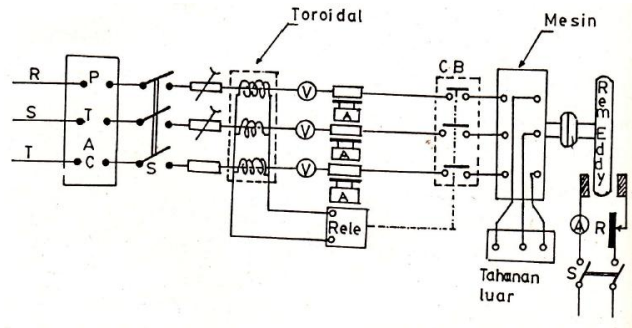 Toroidal
Mesin
CB
R
S
T
P
T
A
C
S
V
V
V
A
A
A
Rele
Rem Eddy
A
R
S
Tahanan
luar